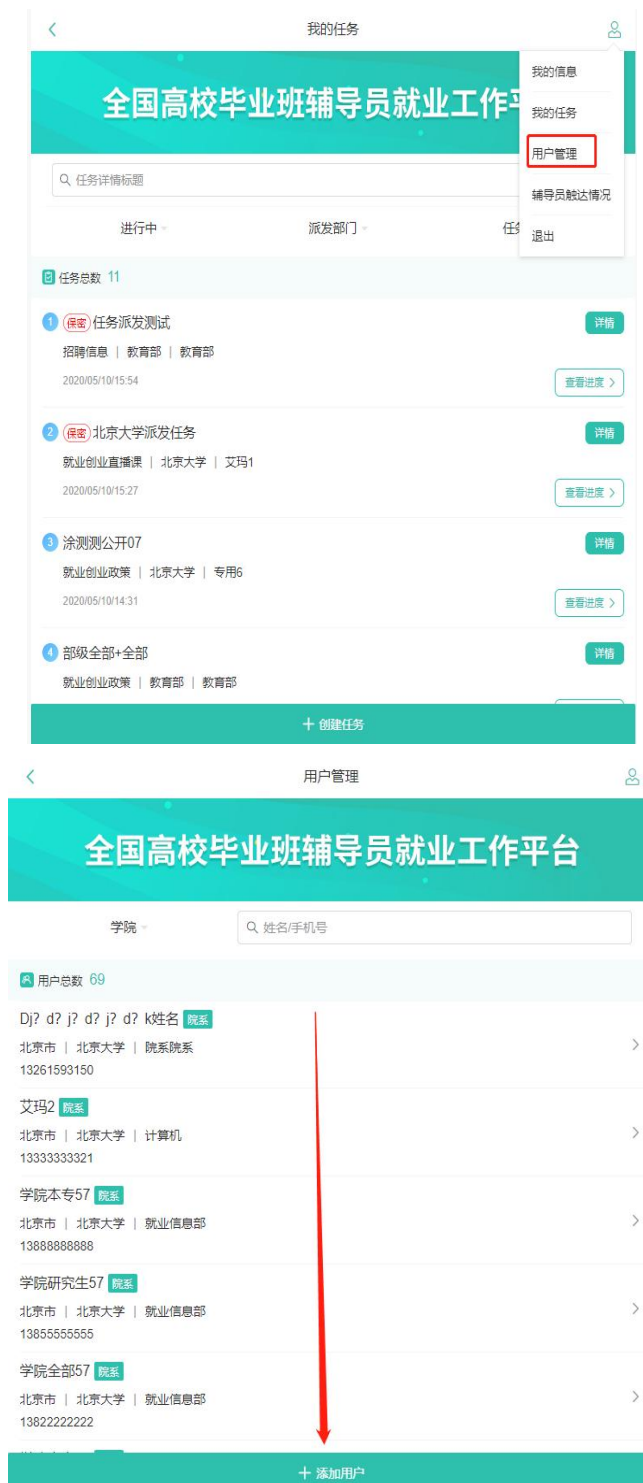 我的任务
全国高校毕业班辅导员就业工作平
我的信息
我的任务
用户管理
辅导员触达情况
退出
任务详情标题
进行中 派发部门 任
任务总数 11
1 保密 任务派发测试 详情
招聘信息 | 教育部 | 教育部
2020/05/10/15:54 查看进度 >
2 保密 北京大学派发任务 详情
就业创业直播课 | 北京大学 | 艾玛1
2020/05/10/15:27 查看进度 >
3 涂测测公开07 详情
就业创业政策 | 北京大学 | 专用6
2020/05/10/14:31 查看进度 >
4 部级全部+全部 详情
就业创业政策 | 教育部 | 教育部
+ 创建任务
用户管理
全国高校毕业班辅导员就业工作平台
学院 姓名/手机号
用户总数 69
Dj? d? j? d? j? d? k姓名 院系
北京市 | 北京大学 | 院系院系
13261593150
艾玛2 院系
北京市 | 北京大学 | 计算机
13333333321
学院本专57 院系
北京市 | 北京大学 | 就业信息部
13888888888
学院研究生57 院系
北京市 | 北京大学 | 就业信息部
13855555555
学院全部57 院系
北京市 | 北京大学 | 就业信息部
13822222222
+ 添加用户